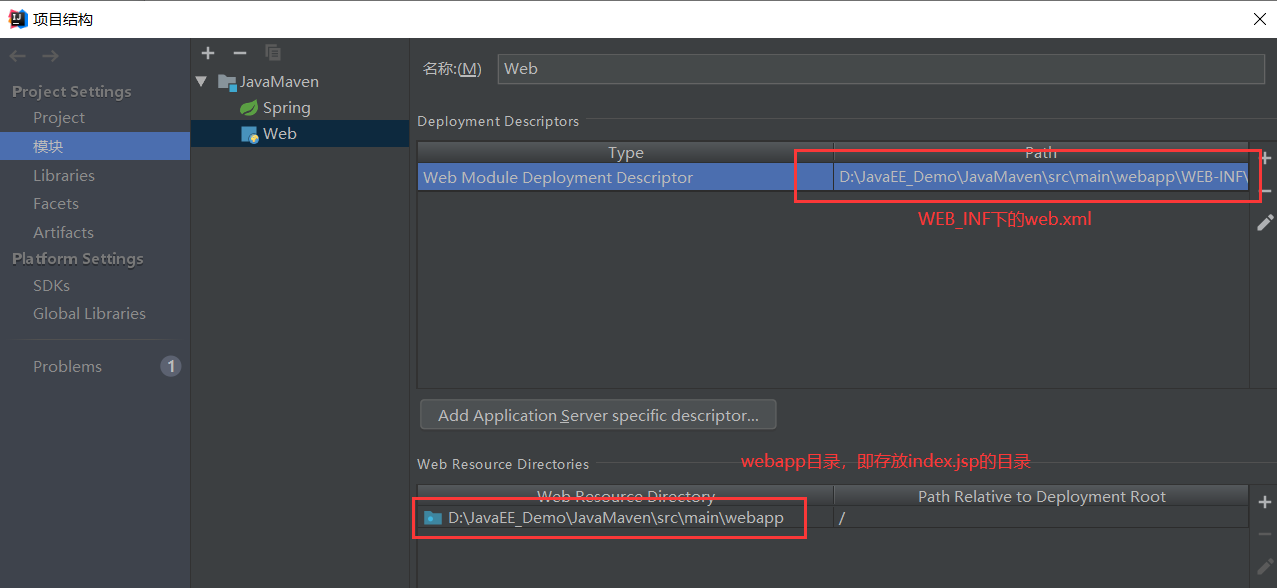 项目结构
Project Settings
Project
模块
Libraries
Facets
Artifacts
Platform Settings
SDKs
Global Libraries
Problems 1
JavaMaven
Spring
Web
名称:(M) Web
Deployment Descriptors
Type Path
Web Module Deployment Descriptor D:\JavaEE_Demo\JavaMaven\src\main\webapp\WEB-INF\
WEB_INF下的web.xml
Add Application Server specific descriptor...
Web Resource Directories
webapp目录，即存放index.jsp的目录
Web Resource Directory Path Relative to Deployment Root
D:\JavaEE_Demo\JavaMaven\src\main\webapp /